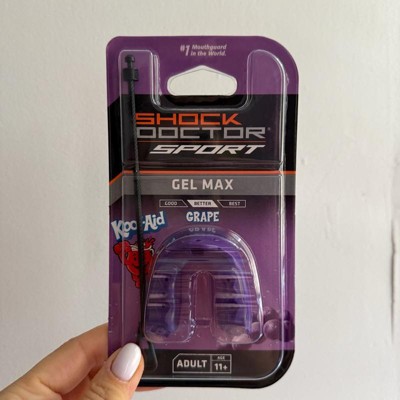 #1 Mouthguard
in the World.
SHOCK
DOCTOR®
SPORT
GEL MAX
GOOD BETTER BEST
Kool-Aid
GRAPE
ADULT AGE 11+